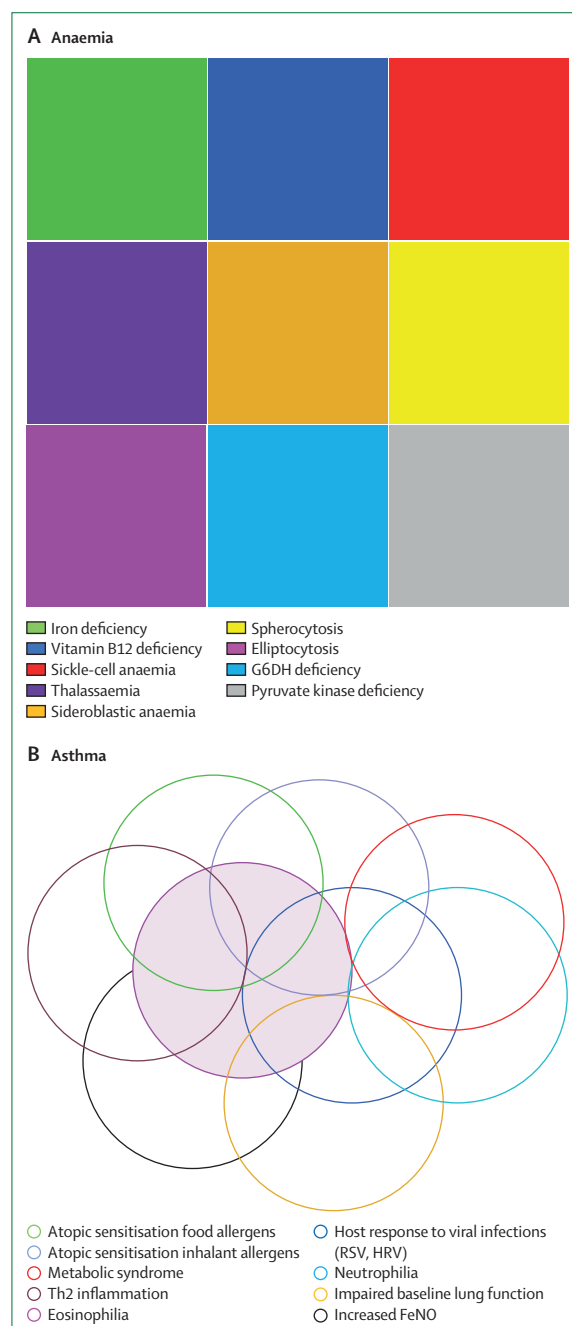 A Anaemia
Iron deficiency
Vitamin B12 deficiency
Sickle-cell anaemia
Thalassaemia
Sideroblastic anaemia
Spherocytosis
Elliptocytosis
G6DH deficiency
Pyruvate kinase deficiency
B Asthma
Atopic sensitisation food allergens
Atopic sensitisation inhalant allergens
Metabolic syndrome
Th2 inflammation
Eosinophilia
Host response to viral infections
(RSV, HRV)
Neutrophilia
Impaired baseline lung function
Increased FeNO